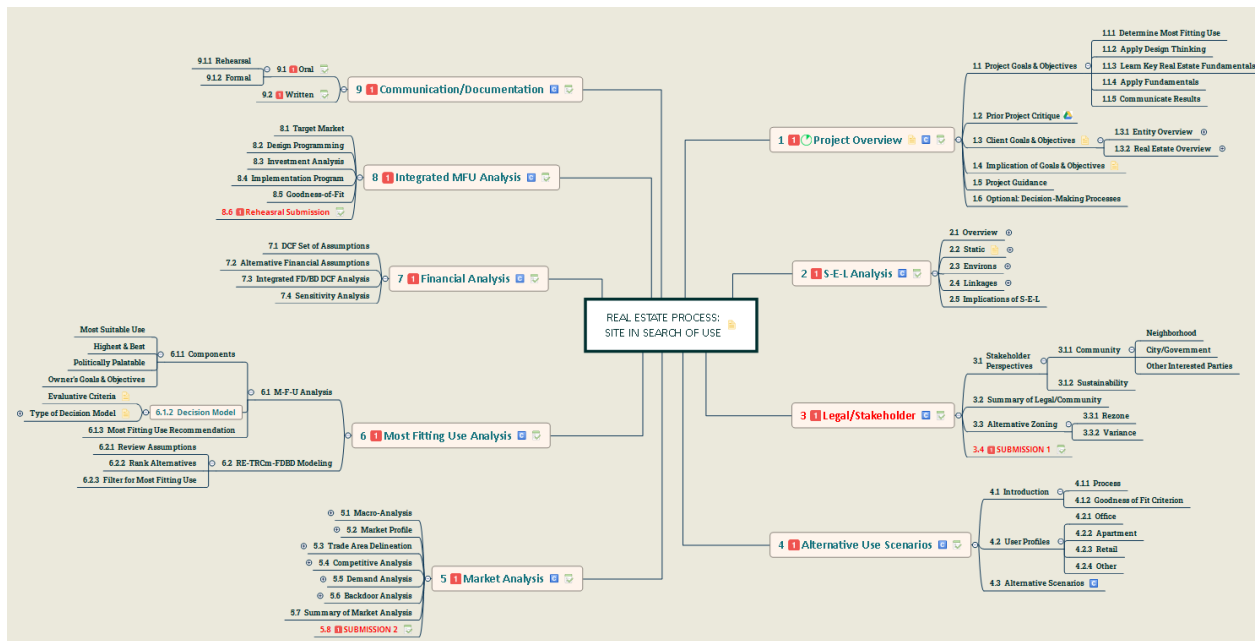 REAL ESTATE PROCESS:
SITE IN SEARCH OF USE
1 1 Project Overview
1.1 Project Goals & Objectives
1.1.1 Determine Most Fitting Use
1.1.2 Apply Design Thinking
1.1.3 Learn Key Real Estate Fundamentals
1.1.4 Apply Fundamentals
1.1.5 Communicate Results
1.2 Prior Project Critique
1.3 Client Goals & Objectives
1.3.1 Entity Overview
1.3.2 Real Estate Overview
1.4 Implication of Goals & Objectives
1.5 Project Guidance
1.6 Optional: Decision-Making Processes
2 1 S-E-L Analysis
2.1 Overview
2.2 Static
2.3 Environs
2.4 Linkages
2.5 Implications of S-E-L
3 1 Legal/Stakeholder
3.1 Stakeholder
Perspectives
3.1.1 Community
Neighborhood
City/Government
Other Interested Parties
3.1.2 Sustainability
3.2 Summary of Legal/Community
3.3 Alternative Zoning
3.3.1 Rezone
3.3.2 Variance
3.4 1 SUBMISSION 1
4 1 Alternative Use Scenarios
4.1 Introduction
4.1.1 Process
4.1.2 Goodness of Fit Criterion
4.2 User Profiles
4.2.1 Office
4.2.2 Apartment
4.2.3 Retail
4.2.4 Other
4.3 Alternative Scenarios
5 1 Market Analysis
5.1 Macro-Analysis
5.2 Market Profile
5.3 Trade Area Delineation
5.4 Competitive Analysis
5.5 Demand Analysis
5.6 Backdoor Analysis
5.7 Summary of Market Analysis
5.8 1 SUBMISSION 2
6 1 Most Fitting Use Analysis
6.1 M-F-U Analysis
6.1.1 Components
Most Suitable Use
Highest & Best
Politically Palatable
Owner's Goals & Objectives
6.1.2 Decision Model
Evaluative Criteria
Type of Decision Model
6.1.3 Most Fitting Use Recommendation
6.2 RE-TRCm-FDBD Modeling
6.2.1 Review Assumptions
6.2.2 Rank Alternatives
6.2.3 Filter for Most Fitting Use
7 1 Financial Analysis
7.1 DCF Set of Assumptions
7.2 Alternative Financial Assumptions
7.3 Integrated FD/BD DCF Analysis
7.4 Sensitivity Analysis
8 1 Integrated MFU Analysis
8.1 Target Market
8.2 Design Programming
8.3 Investment Analysis
8.4 Implementation Program
8.5 Goodness-of-Fit
8.6 1 Reheasral Submission
9 1 Communication/Documentation
9.1 1 Oral
9.1.1 Rehearsal
9.1.2 Formal
9.2 1 Written